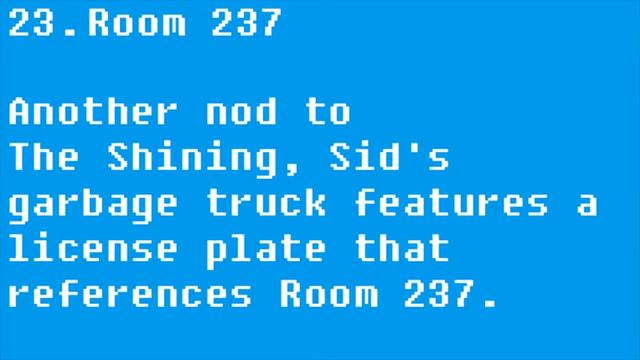 23.Room 237
Another nod to
The Shining, Sid's
garbage truck features a
license plate that
references Room 237.